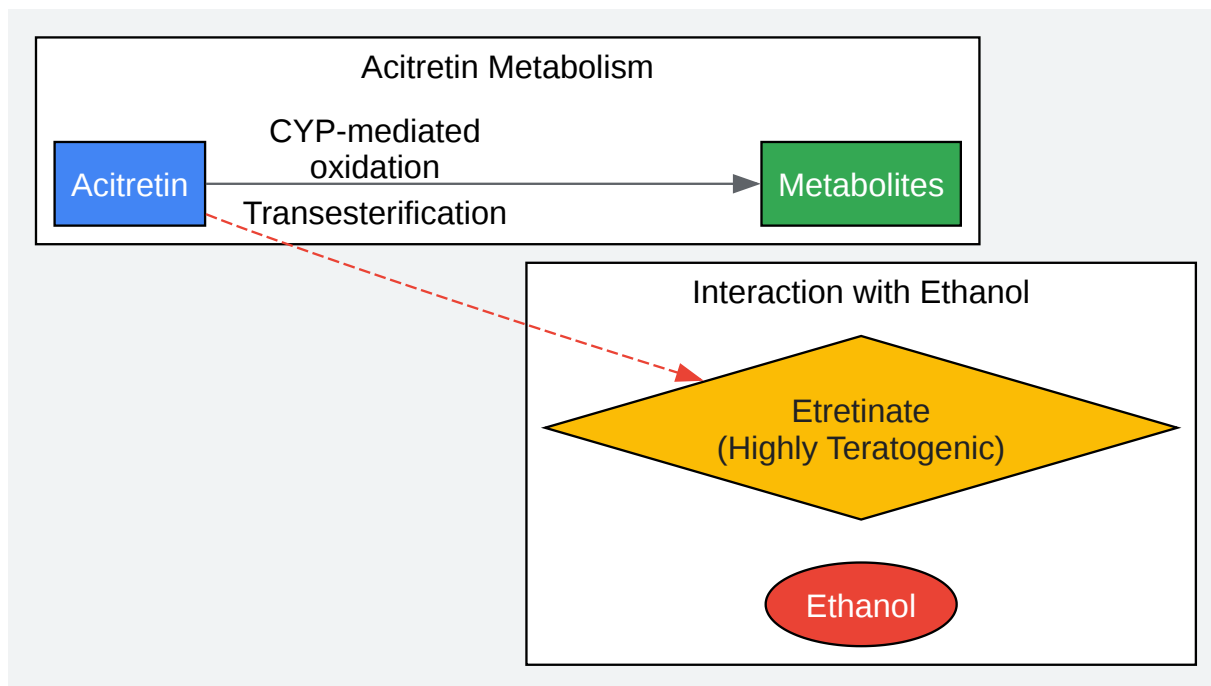 Acitretin Metabolism
CYP-mediated
oxidation
Acitretin
Metabolites
Transesterification
Interaction with Ethanol
Etretinate
(Highly Teratogenic)
Ethanol